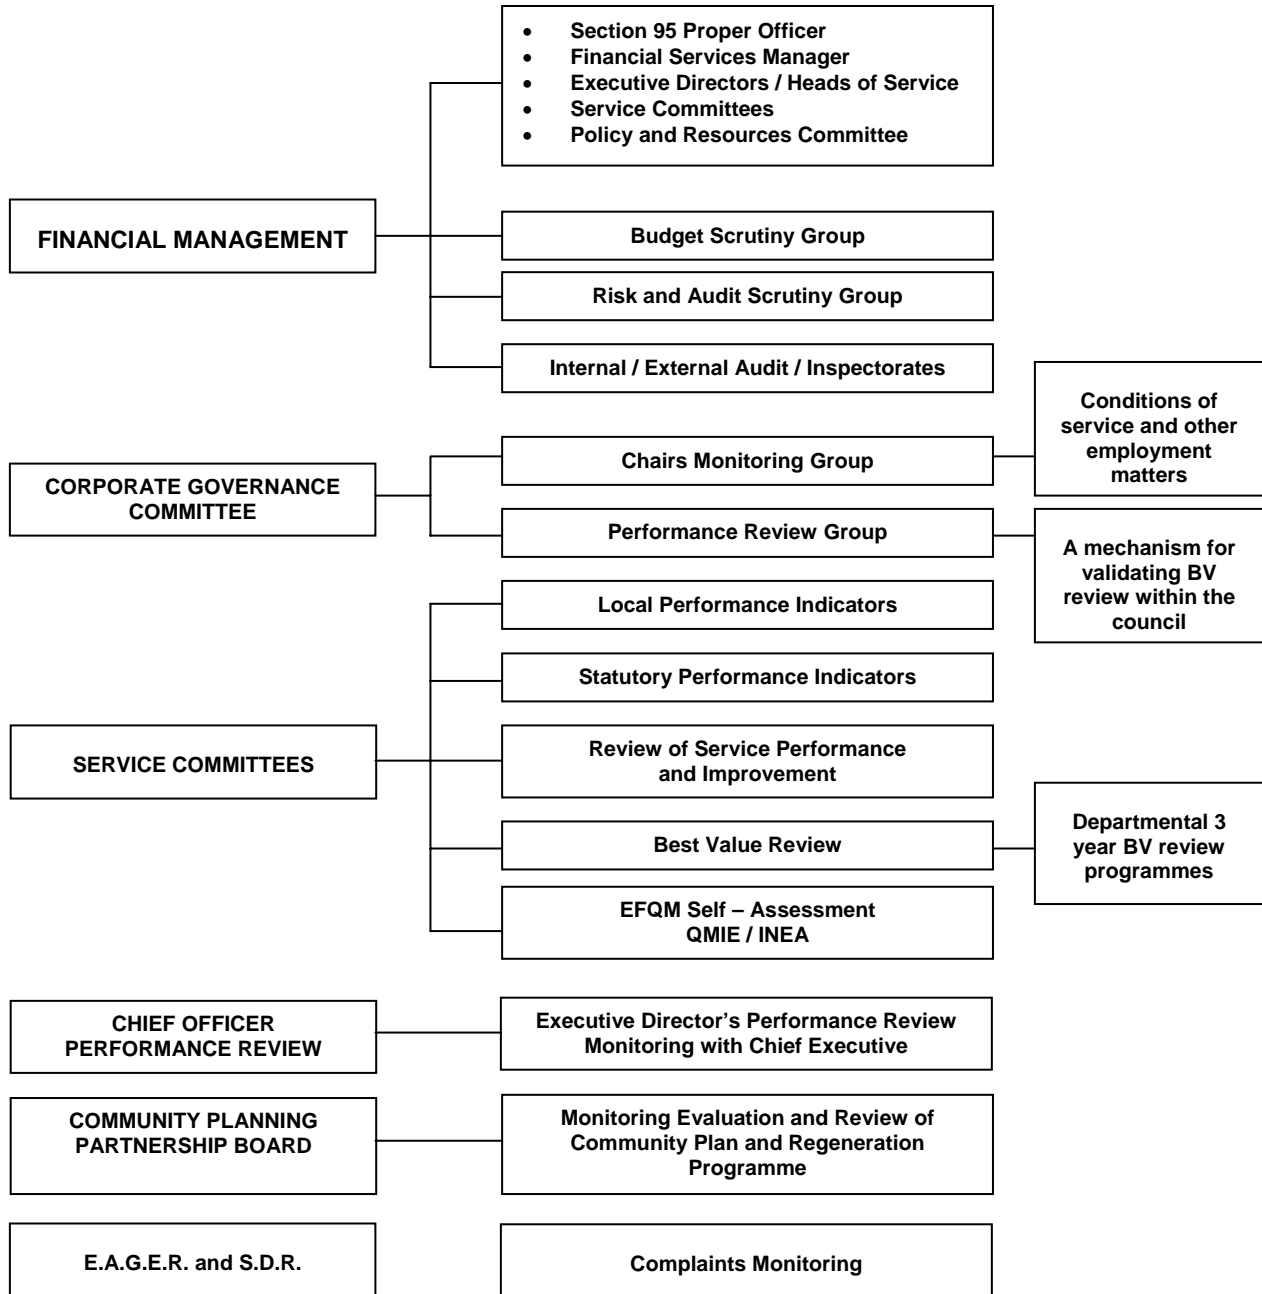 • Section 95 Proper Officer
• Financial Services Manager
• Executive Directors / Heads of Service
• Service Committees
• Policy and Resources Committee
FINANCIAL MANAGEMENT
Budget Scrutiny Group
Risk and Audit Scrutiny Group
Internal / External Audit / Inspectorates
CORPORATE GOVERNANCE
COMMITTEE
Chairs Monitoring Group
Conditions of
service and other
employment
matters
Performance Review Group
A mechanism for
validating BV
review within the
council
SERVICE COMMITTEES
Local Performance Indicators
Statutory Performance Indicators
Review of Service Performance
and Improvement
Best Value Review
Departmental 3
year BV review
programmes
EFQM Self – Assessment
QMIE / INEA
CHIEF OFFICER
PERFORMANCE REVIEW
Executive Director’s Performance Review
Monitoring with Chief Executive
COMMUNITY PLANNING
PARTNERSHIP BOARD
Monitoring Evaluation and Review of
Community Plan and Regeneration
Programme
E.A.G.E.R. and S.D.R.
Complaints Monitoring